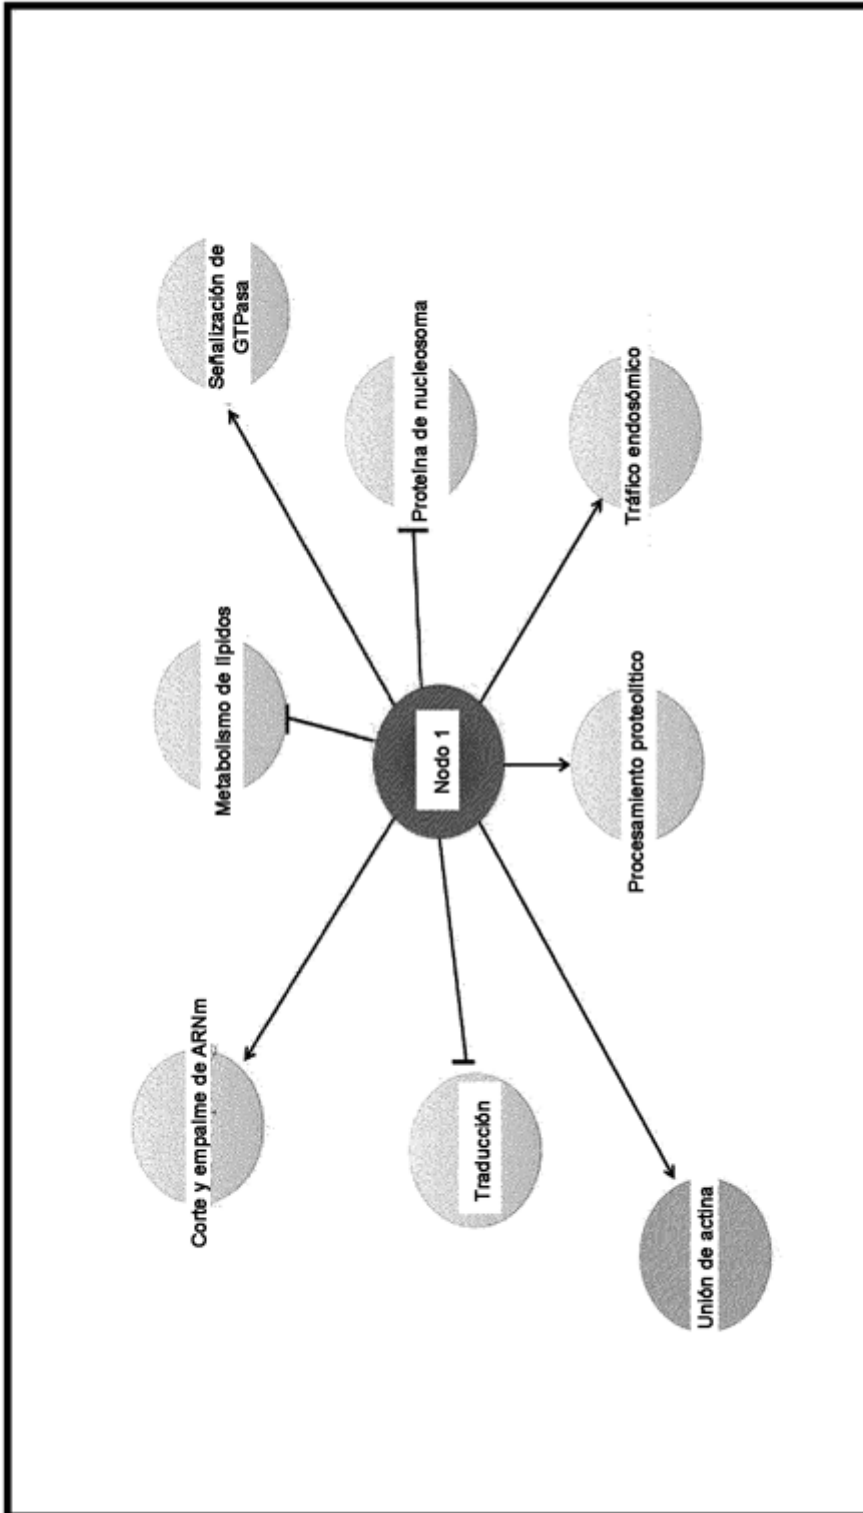 Corte y empalme de ARNm
Metabolismo de lípidos
Señalización de
GTPasa
Traducción
Nodo 1
Proteína de nucleosoma
Unión de actina
Procesamiento proteolítico
Tráfico endosómico